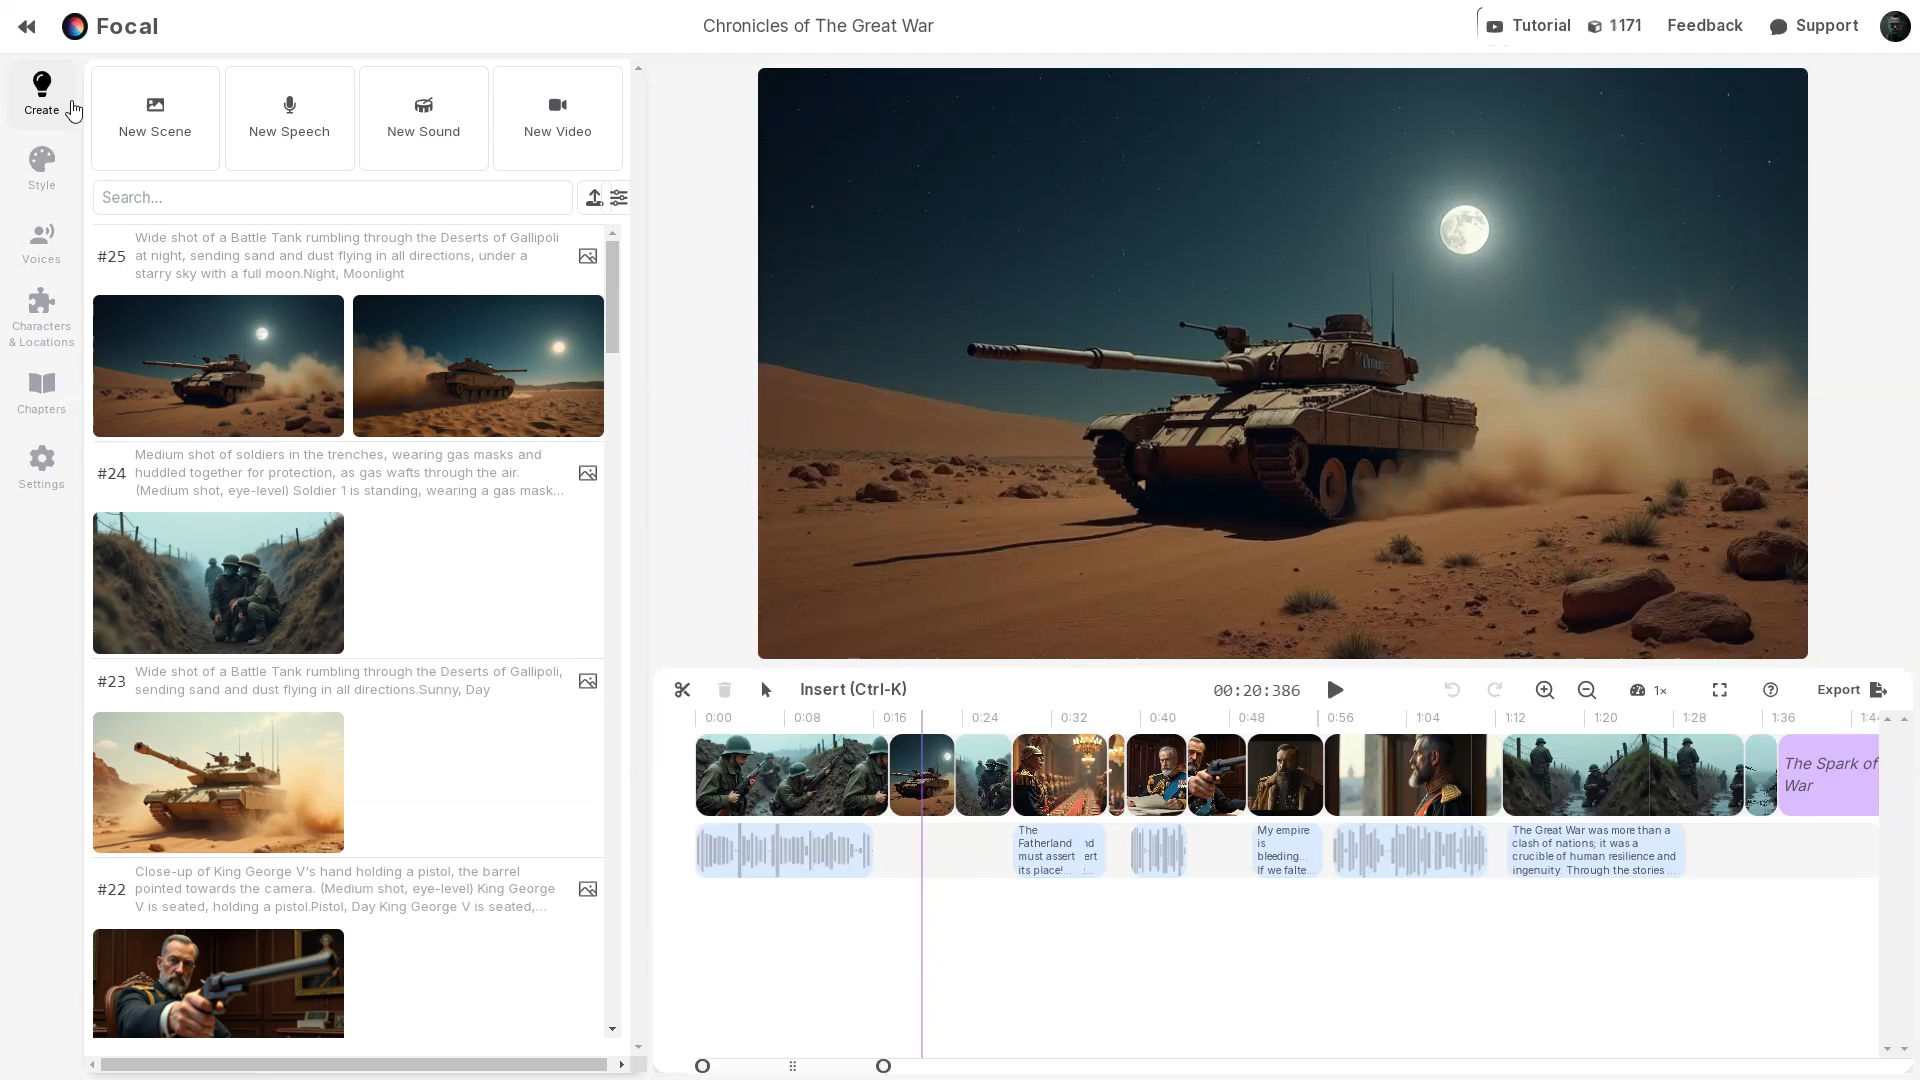 Focal
Chronicles of The Great War
Tutorial
1171
Feedback
Support
Create
Style
Voices
Characters
& Locations
Chapters
Settings
New Scene
New Speech
New Sound
New Video
Search...
#25
Wide shot of a Battle Tank rumbling through the Deserts of Gallipoli
at night, sending sand and dust flying in all directions, under a
starry sky with a full moon.Night, Moonlight
#24
Medium shot of soldiers in the trenches, wearing gas masks and
huddled together for protection, as gas wafts through the air.
(Medium shot, eye-level) Soldier 1 is standing, wearing a gas mask...
#23
Wide shot of a Battle Tank rumbling through the Deserts of Gallipoli,
sending sand and dust flying in all directions.Sunny, Day
#22
Close-up of King George V's hand holding a pistol, the barrel
pointed towards the camera. (Medium shot, eye-level) King George
V is seated, holding a pistol.Pistol, Day King George V is seated,...
Insert (Ctrl-K)
00:20:386
1×
Export
0:00
0:08
0:16
0:24
0:32
0:40
0:48
0:56
1:04
1:12
1:20
1:28
1:36
1:44
The Spark of
War
The
Fatherland
must assert
its place!...
nd
ert
...
My empire
is
bleeding...
If we falte...
The Great War was more than a
clash of nations; it was a
crucible of human resilience and
ingenuity. Through the stories ...